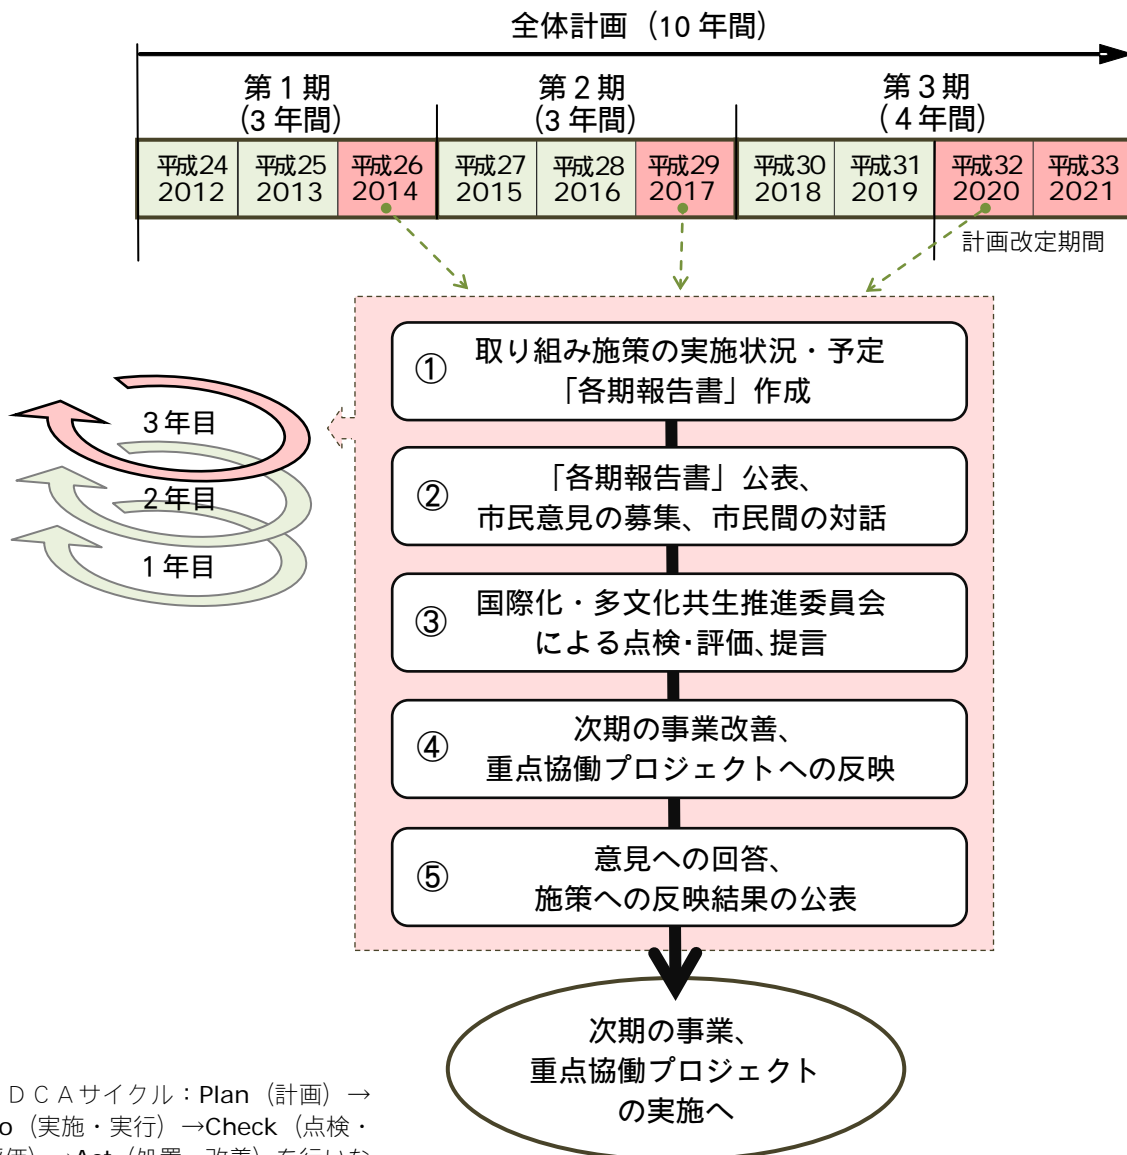 全体計画（10 年間）
第１期
（3 年間）
第２期
（3 年間）
第３期
（４年間）
平成24 平成25 平成26 平成27 平成28 平成29 平成30 平成31 平成32 平成33
2012 2013 2014 2015 2016 2017 2018 2019 2020 2021
計画改定期間
① 取り組み施策の実施状況・予定
「各期報告書」作成
3 年目
2 年目
1 年目
② 「各期報告書」公表、
市民意見の募集、市民間の対話
③ 国際化・多文化共生推進委員会
による点検・評価、提言
④ 次期の事業改善、
重点協働プロジェクトへの反映
⑤ 意見への回答、
施策への反映結果の公表
次期の事業、
重点協働プロジェクト
の実施へ
ＤＣＡサイクル：Plan（計画）→
o（実施・実行）→Check（点検・
価）→Act（処置・改善）を行いな